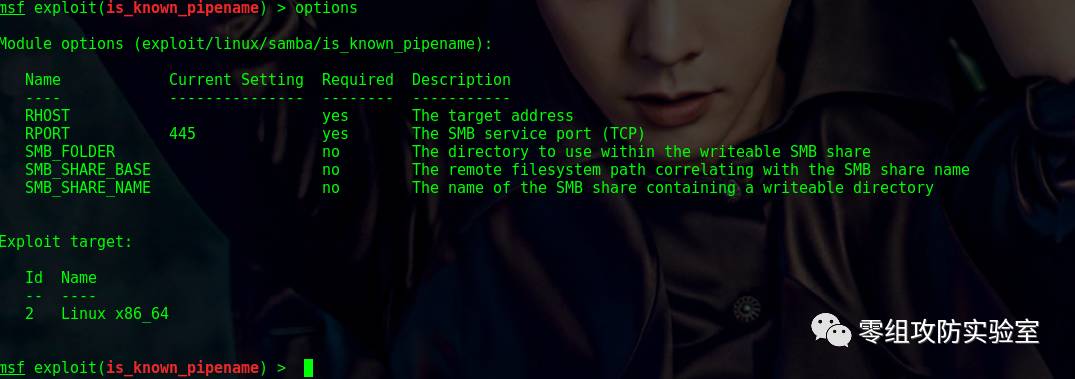 msf exploit(is_known_pipename) > options
Module options (exploit/linux/samba/is_known_pipename):
Name Current Setting Required Description
---- --------------- -------- -----------
RHOST yes The target address
RPORT 445 yes The SMB service port (TCP)
SMB_FOLDER no The directory to use within the writeable SMB share
SMB_SHARE_BASE no The remote filesystem path correlating with the SMB share name
SMB_SHARE_NAME no The name of the SMB share containing a writeable directory
Exploit target:
Id Name
-- ----
2 Linux x86_64
零组攻防实验室
msf exploit(is_known_pipename) >